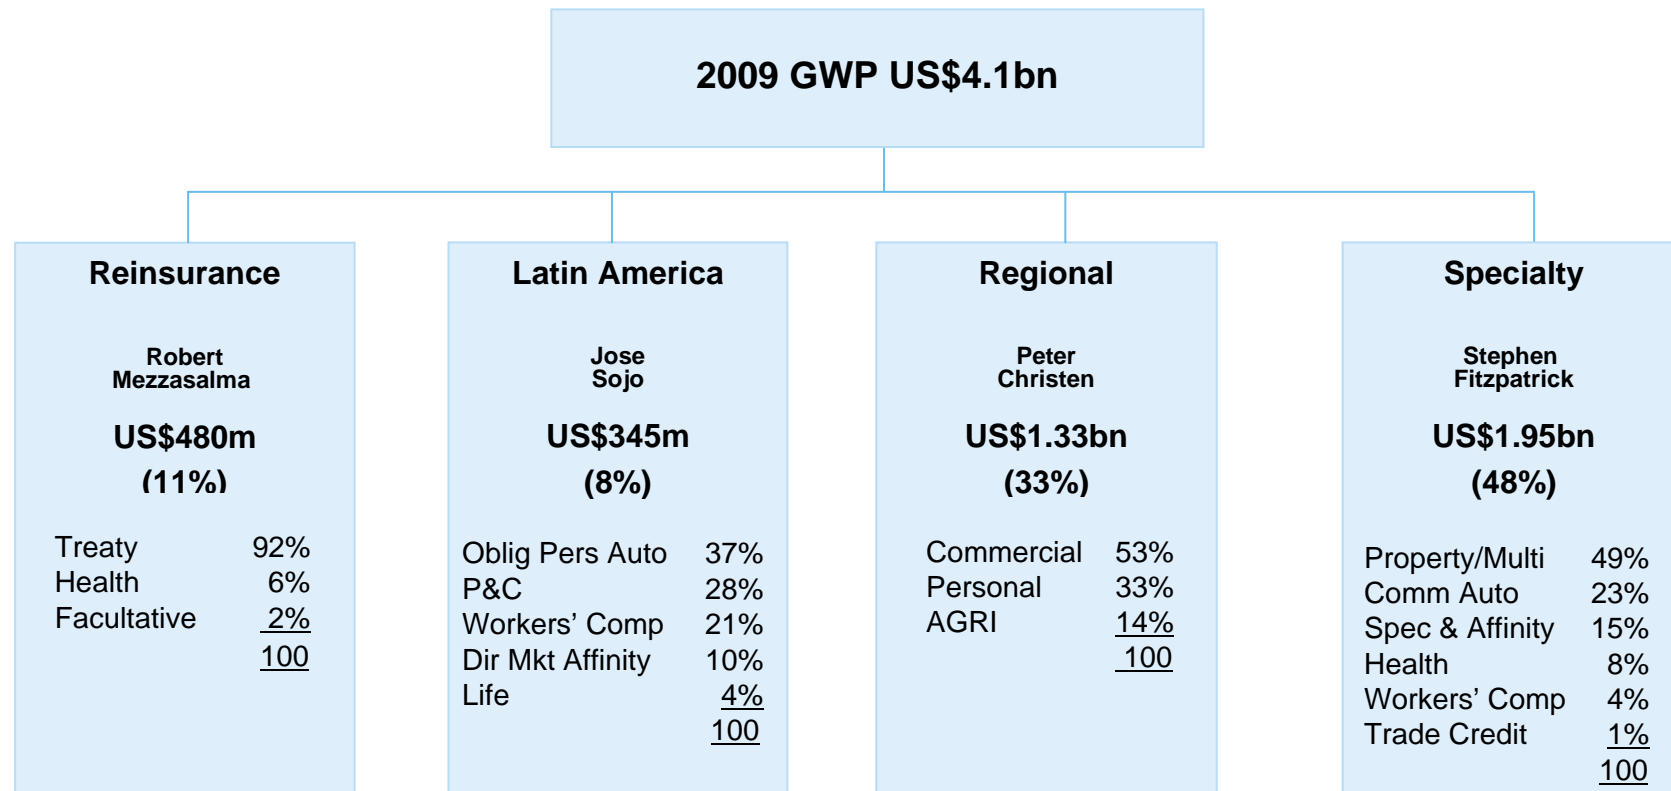 2009 GWP US$4.1bn
Reinsurance
Robert
Mezzasalma
US$480m
(11%)
Treaty 92%
Health 6%
Facultative 2%
100
Latin America
Jose
Sojo
US$345m
(8%)
Oblig Pers Auto 37%
P&C 28%
Workers’ Comp 21%
Dir Mkt Affinity 10%
Life 4%
100
Regional
Peter
Christen
US$1.33bn
(33%)
Commercial 53%
Personal 33%
AGRI 14%
100
Specialty
Stephen
Fitzpatrick
US$1.95bn
(48%)
Property/Multi 49%
Comm Auto 23%
Spec & Affinity 15%
Health 8%
Workers’ Comp 4%
Trade Credit 1%
100